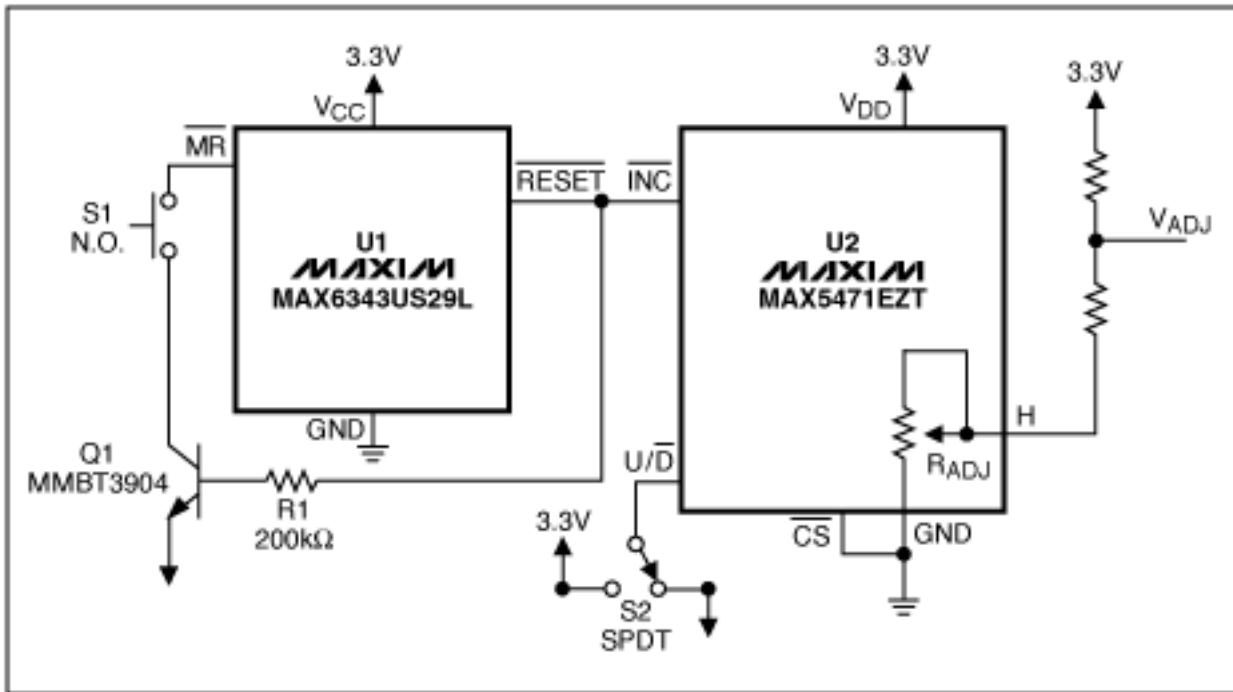 3.3V
VCC
MR
RESET
INC
S1
N.O.
U1
MAXIM
MAX6343US29L
GND
Q1
MMBT3904
R1
200kΩ
3.3V
VDD
U2
MAXIM
MAX5471EZT
H
RADJ
U/D
CS
GND
3.3V
S2
SPDT
3.3V
VADJ